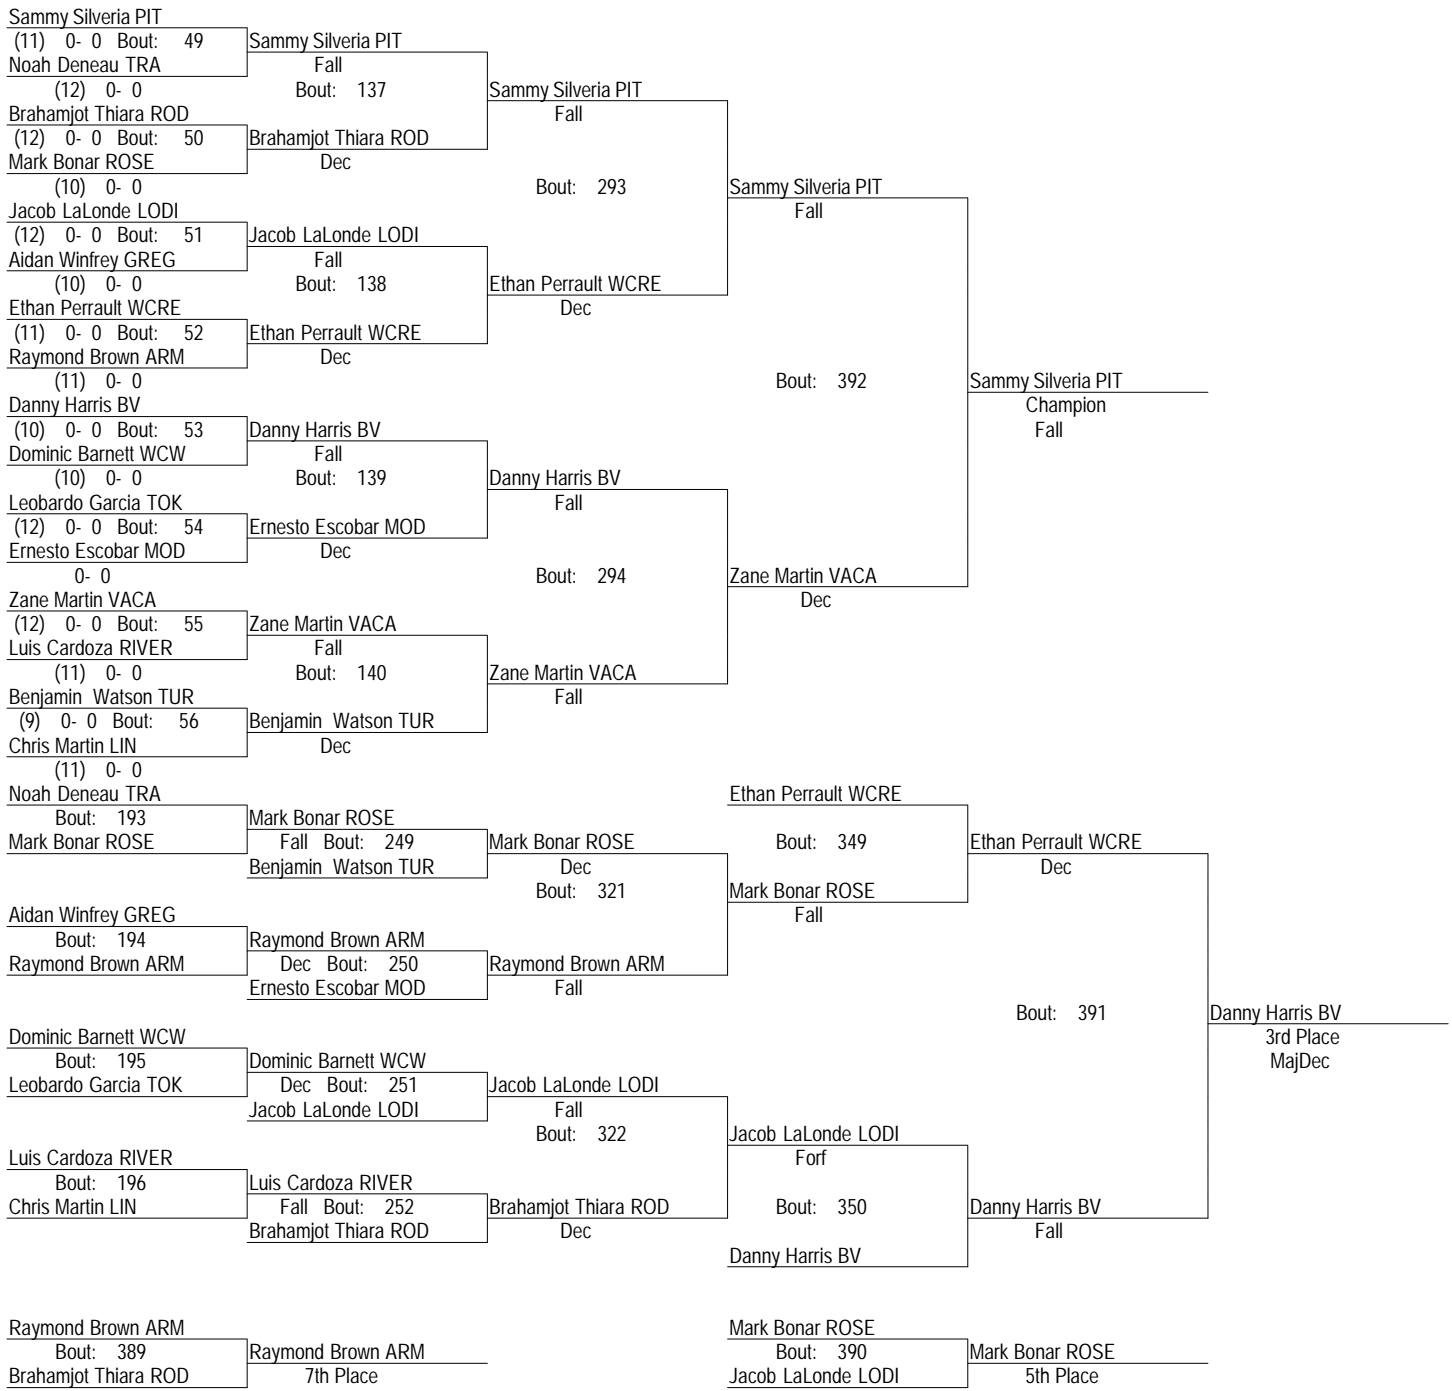 Sammy Silveria PIT
(11) 0- 0 Bout: 49 Sammy Silveria PIT
Noah Deneau TRA Fall
(12) 0- 0 Bout: 137 Sammy Silveria PIT
Brahamjot Thiara ROD Fall
(12) 0- 0 Bout: 50 Brahamjot Thiara ROD
Mark Bonar ROSE Dec
(10) 0- 0 Bout: 293 Sammy Silveria PIT
Jacob LaLonde LODI Fall
(12) 0- 0 Bout: 51 Jacob LaLonde LODI
Aidan Winfrey GREG Fall
(10) 0- 0 Bout: 138 Ethan Perrault WCRE
Ethan Perrault WCRE Dec
(11) 0- 0 Bout: 52 Ethan Perrault WCRE
Raymond Brown ARM Dec
(11) 0- 0 Bout: 392 Sammy Silveria PIT
Danny Harris BV Champion
(10) 0- 0 Bout: 53 Danny Harris BV Fall
Dominic Barnett WCW Fall
(10) 0- 0 Bout: 139 Danny Harris BV
Leobardo Garcia TOK Fall
(12) 0- 0 Bout: 54 Ernesto Escobar MOD
Ernesto Escobar MOD Dec
0- 0 Bout: 294 Zane Martin VACA
Zane Martin VACA Dec
(12) 0- 0 Bout: 55 Zane Martin VACA
Luis Cardoza RIVER Fall
(11) 0- 0 Bout: 140 Zane Martin VACA
Benjamin Watson TUR Fall
(9) 0- 0 Bout: 56 Benjamin Watson TUR
Chris Martin LIN Dec
(11) 0- 0
Noah Deneau TRA Ethan Perrault WCRE
Bout: 193 Mark Bonar ROSE
Mark Bonar ROSE Fall Bout: 249 Mark Bonar ROSE Bout: 349 Ethan Perrault WCRE
Benjamin Watson TUR Dec Dec
Bout: 321 Mark Bonar ROSE
Aidan Winfrey GREG Fall
Bout: 194 Raymond Brown ARM
Raymond Brown ARM Dec Bout: 250 Raymond Brown ARM
Ernesto Escobar MOD Fall
Bout: 391 Danny Harris BV
Dominic Barnett WCW 3rd Place
Bout: 195 Dominic Barnett WCW MajDec
Leobardo Garcia TOK Dec Bout: 251 Jacob LaLonde LODI
Jacob LaLonde LODI Fall
Bout: 322 Jacob LaLonde LODI
Luis Cardoza RIVER Forf
Bout: 196 Luis Cardoza RIVER
Chris Martin LIN Fall Bout: 252 Brahamjot Thiara ROD Bout: 350 Danny Harris BV
Brahamjot Thiara ROD Dec Fall
Danny Harris BV
Raymond Brown ARM Mark Bonar ROSE
Bout: 389 Raymond Brown ARM Bout: 390 Mark Bonar ROSE
Brahamjot Thiara ROD 7th Place Jacob LaLonde LODI 5th Place